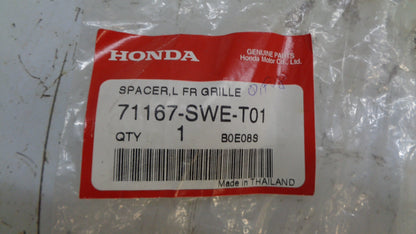 HONDA
GENUINE PARTS
Honda Motor Co., Ltd.
SPACER,L FR GRILLE
71167-SWE-T01
QTY 1 B0E08S
Made in THAILAND